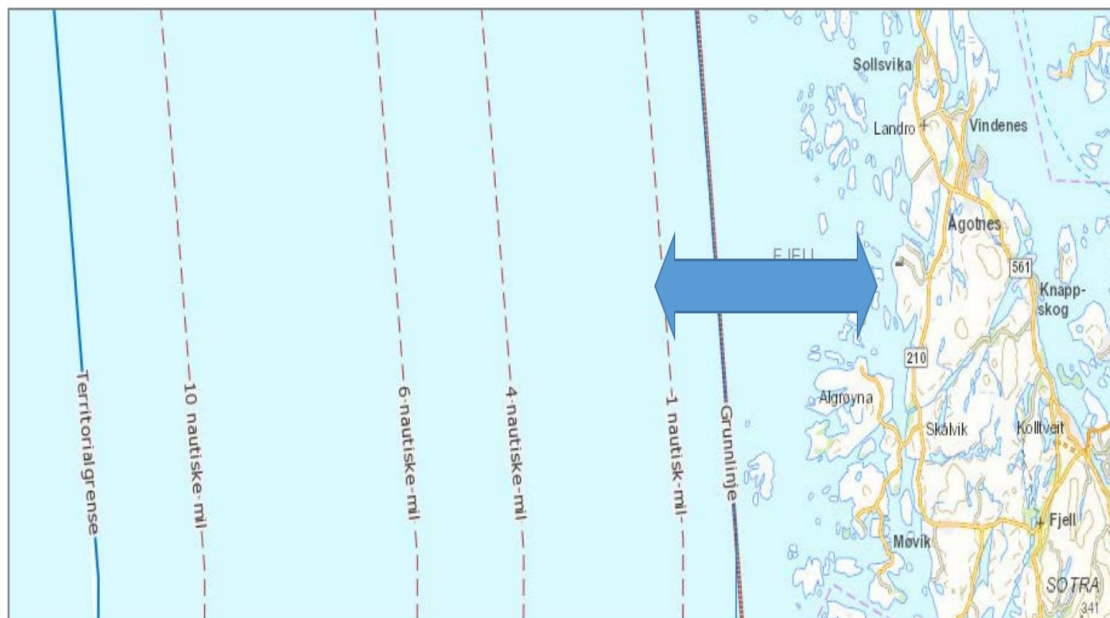 Sollsvika
Landro
Vindenes
Ågotnes
FJELL
561
Knapp-
skog
210
Territorialgrense
10 nautiske-mil
6-nautiske-mil
4-nautiske-mil
-1 nautisk-mil
Grunnlinje
Algrøyna
Skålvik
Kolltveit
Fjell
Møvik
SOTRA
341